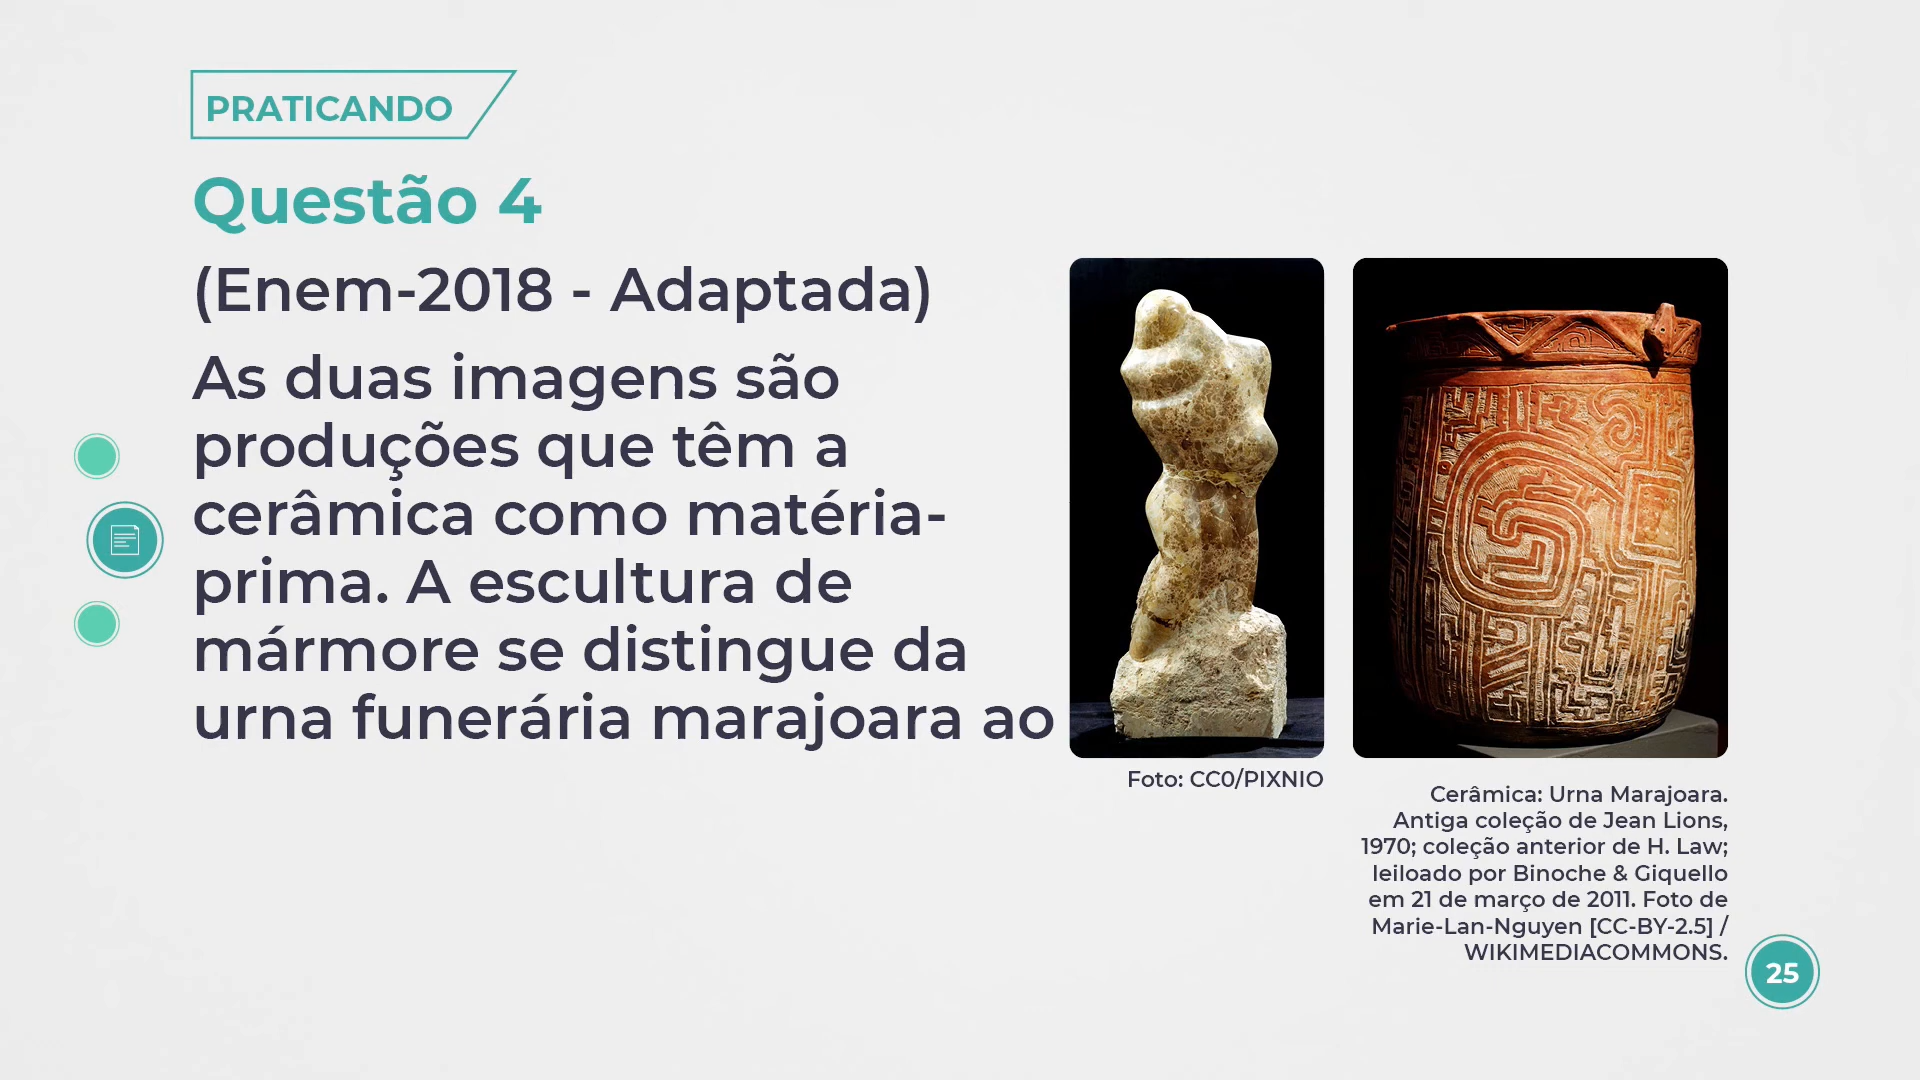 PRATICANDO
Questão 4
(Enem-2018 - Adaptada)
As duas imagens são
produções que têm a
cerâmica como matéria-
prima. A escultura de
mármore se distingue da
urna funerária marajoara ao
Foto: CC0/PIXNIO
Cerâmica: Urna Marajoara.
Antiga coleção de Jean Lions,
1970; coleção anterior de H. Law;
leiloado por Binoche & Giquello
em 21 de março de 2011. Foto de
Marie-Lan-Nguyen [CC-BY-2.5] /
WIKIMEDIACOMMONS.
25